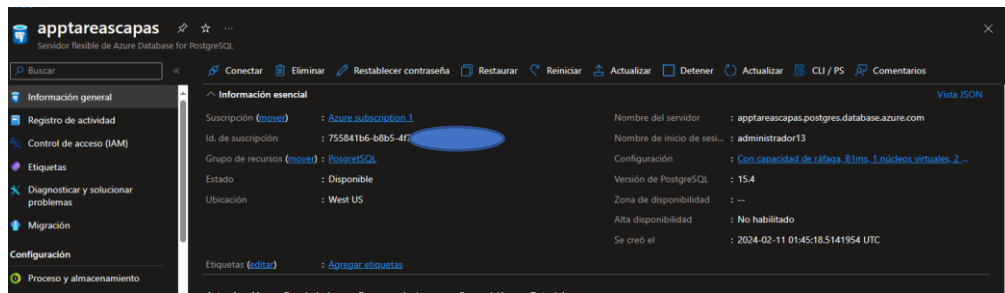 apptareascapas
Servidor flexible de Azure Database for PostgreSQL
Buscar
Conectar Eliminar Restablecer contraseña Restaurar Reiniciar Actualizar Detener Actualizar CLI / PS Comentarios
Información general
Registro de actividad
Control de acceso (IAM)
Etiquetas
Diagnosticar y solucionar
problemas
Migración
Configuración
Proceso y almacenamiento
Información esencial
Vista JSON
Suscripción (mover) : Azure subscription 1
Id. de suscripción : 755841b6-b8b5-4f
Grupo de recursos (mover) : PosgretSQL
Estado : Disponible
Ubicación : West US
Nombre del servidor : apptareascapas.postgres.database.azure.com
Nombre de inicio de sesi... : administrador13
Configuración : Con capacidad de ráfaga, B1ms, 1 núcleos virtuales, 2 ...
Versión de PostgreSQL : 15.4
Zona de disponibilidad : --
Alta disponibilidad : No habilitado
Se creó el : 2024-02-11 01:45:18.5141954 UTC
Etiquetas (editar) : Agregar etiquetas